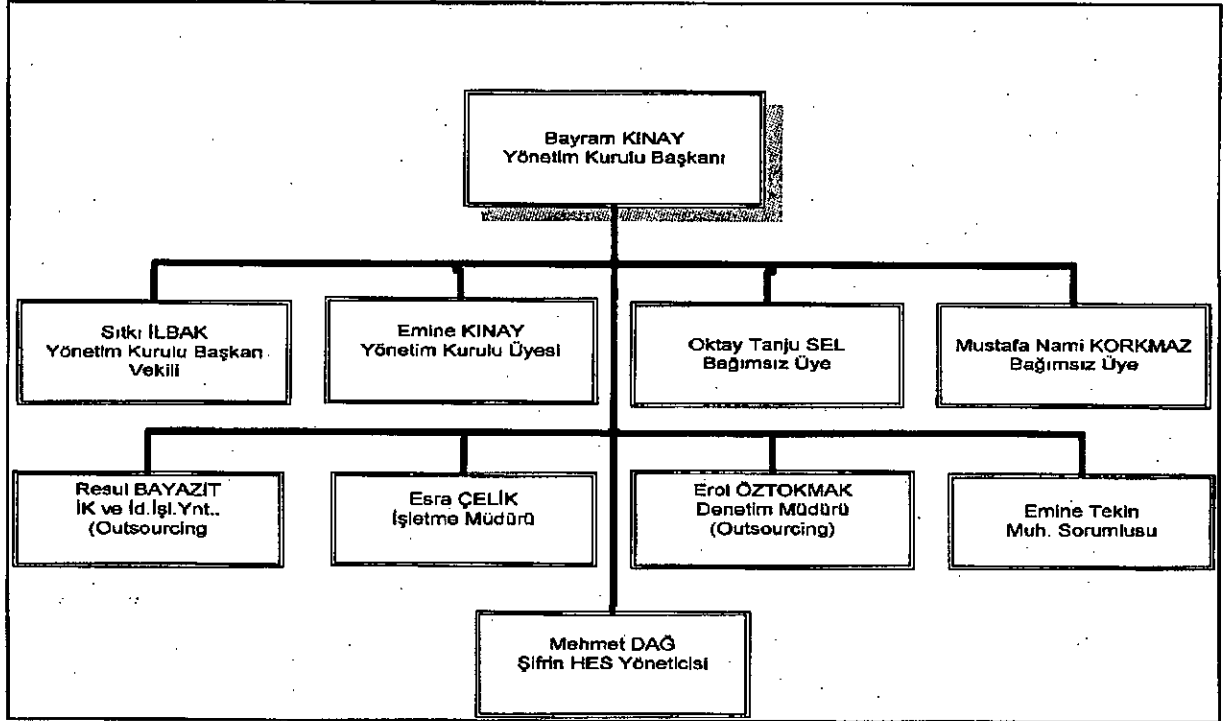 Bayram KINAY
Yönetim Kurulu Başkanı
Sıtkı İLBAK
Yönetim Kurulu Başkan
Vekili
Emine KINAY
Yönetim Kurulu Üyesi
Oktay Tanju SEL
Bağımsız Üye
Mustafa Nami KORKMAZ
Bağımsız Üye
Resul BAYAZIT
İK ve İd.İşl.Ynt..
(Outsourcing
Esra ÇELİK
İşletme Müdürü
Erol ÖZTOKMAK
Denetim Müdürü
(Outsourcing)
Emine Tekin
Muh. Sorumlusu
Mehmet DAĞ
Şifrin HES Yöneticisi